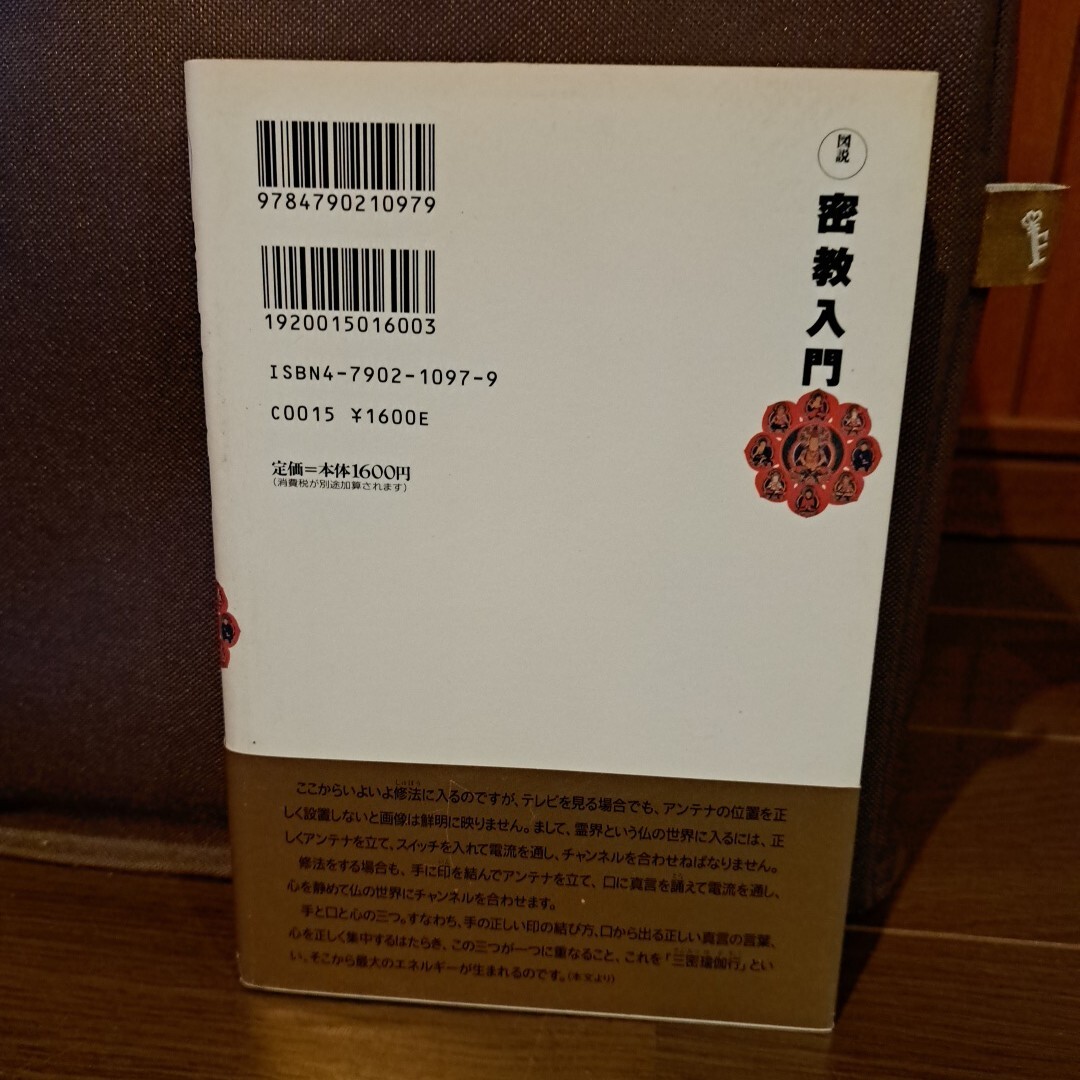 9784790210979
1920015016003
ISBN4-7902-1097-9
C0015 ¥1600E
定価=本体1600円
(消費税が別途加算されます)
図説
密教入門
ここからいよいよ修法に入るのですが、テレビを見る場合でも、アンテナの位置を正
しく設置しないと画像は鮮明に映りません。まして、霊界という仏の世界に入るには、正
しくアンテナを立て、スイッチを入れて電流を通し、チャンネルを合わせねばなりません。
修法をする場合も、手に印を結んでアンテナを立て、口に真言を誦えて電流を通し、
心を静めて仏の世界にチャンネルを合わせます。
手と口と心の三つ。すなわち、手の正しい印の結び方、口から出る正しい真言の言葉、
心を正しく集中するはたらき、この三つが一つに重なること、これを「三密瑜伽行」とい
い、そこから最大のエネルギーが生まれるのです。(本文より)